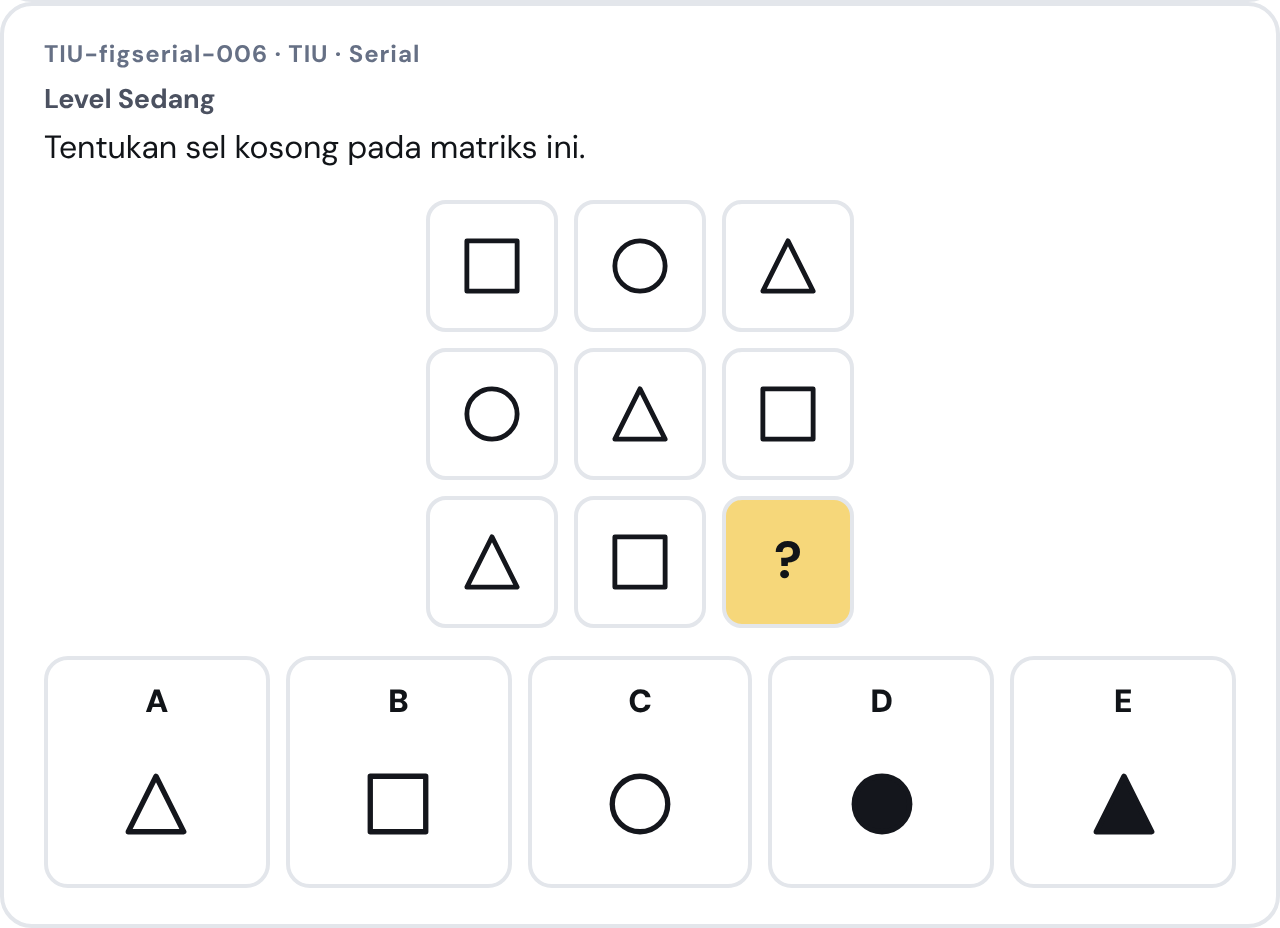 TIU-figserial-006 · TIU · Serial
Level Sedang
Tentukan sel kosong pada matriks ini.
?
A B C D E